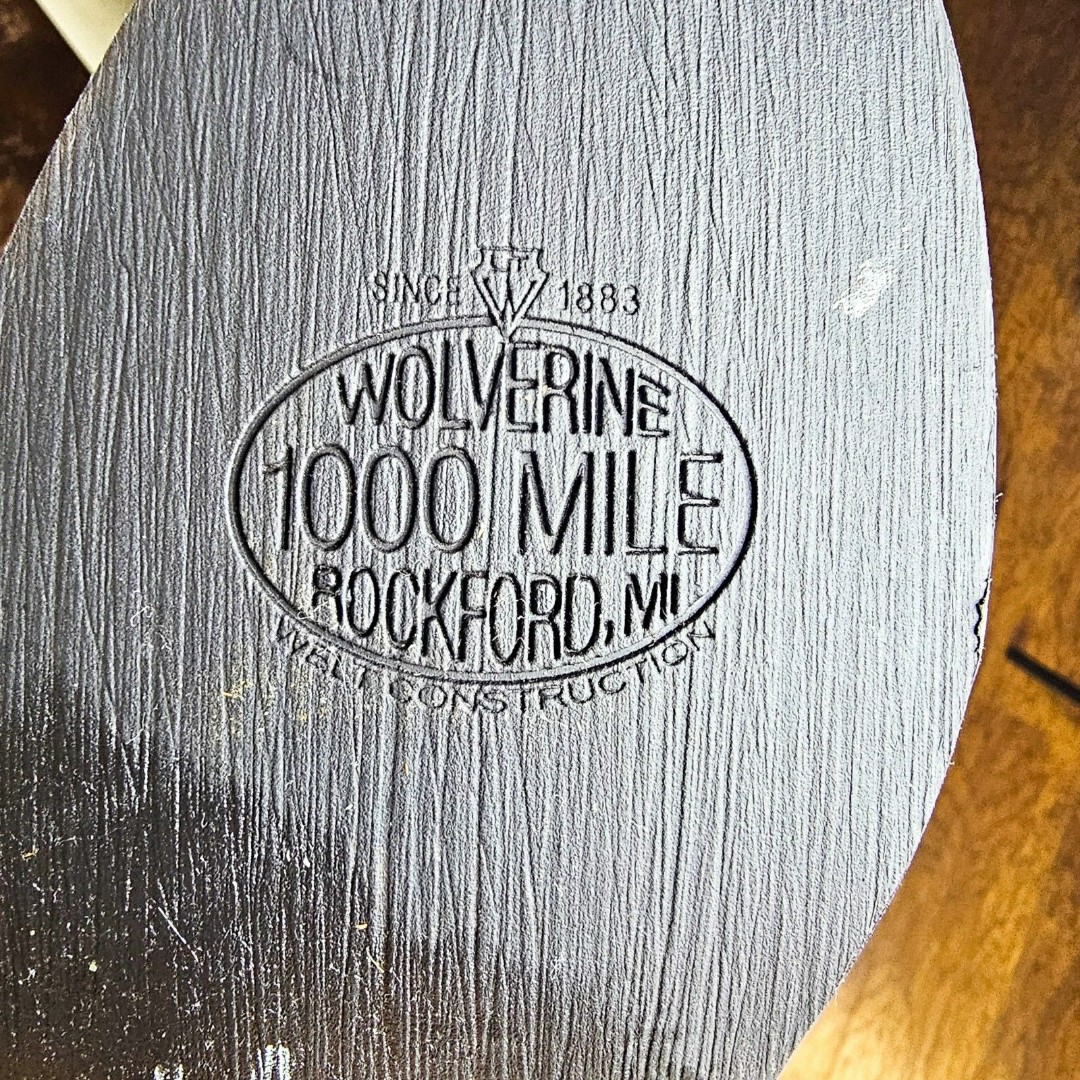 SINCE 1883
WOLVERINE
1000 MILE
ROCKFORD, MI
WELT CONSTRUCTION